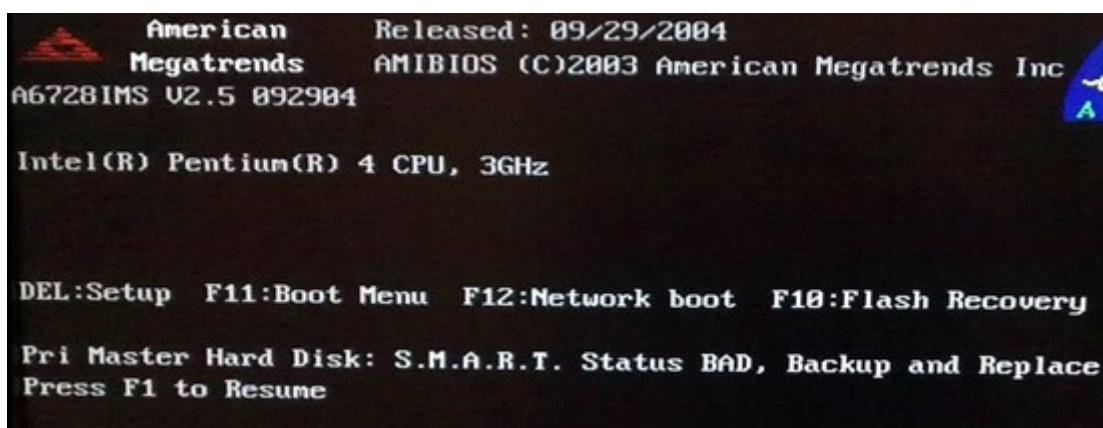 American Released: 09/29/2004
Megatrends AMIBIOS (C)2003 American Megatrends Inc
A6728IMS V2.5 092904
Intel(R) Pentium(R) 4 CPU, 3GHz
DEL:Setup F11:Boot Menu F12:Network boot F10:Flash Recovery
Pri Master Hard Disk: S.M.A.R.T. Status BAD, Backup and Replace
Press F1 to Resume